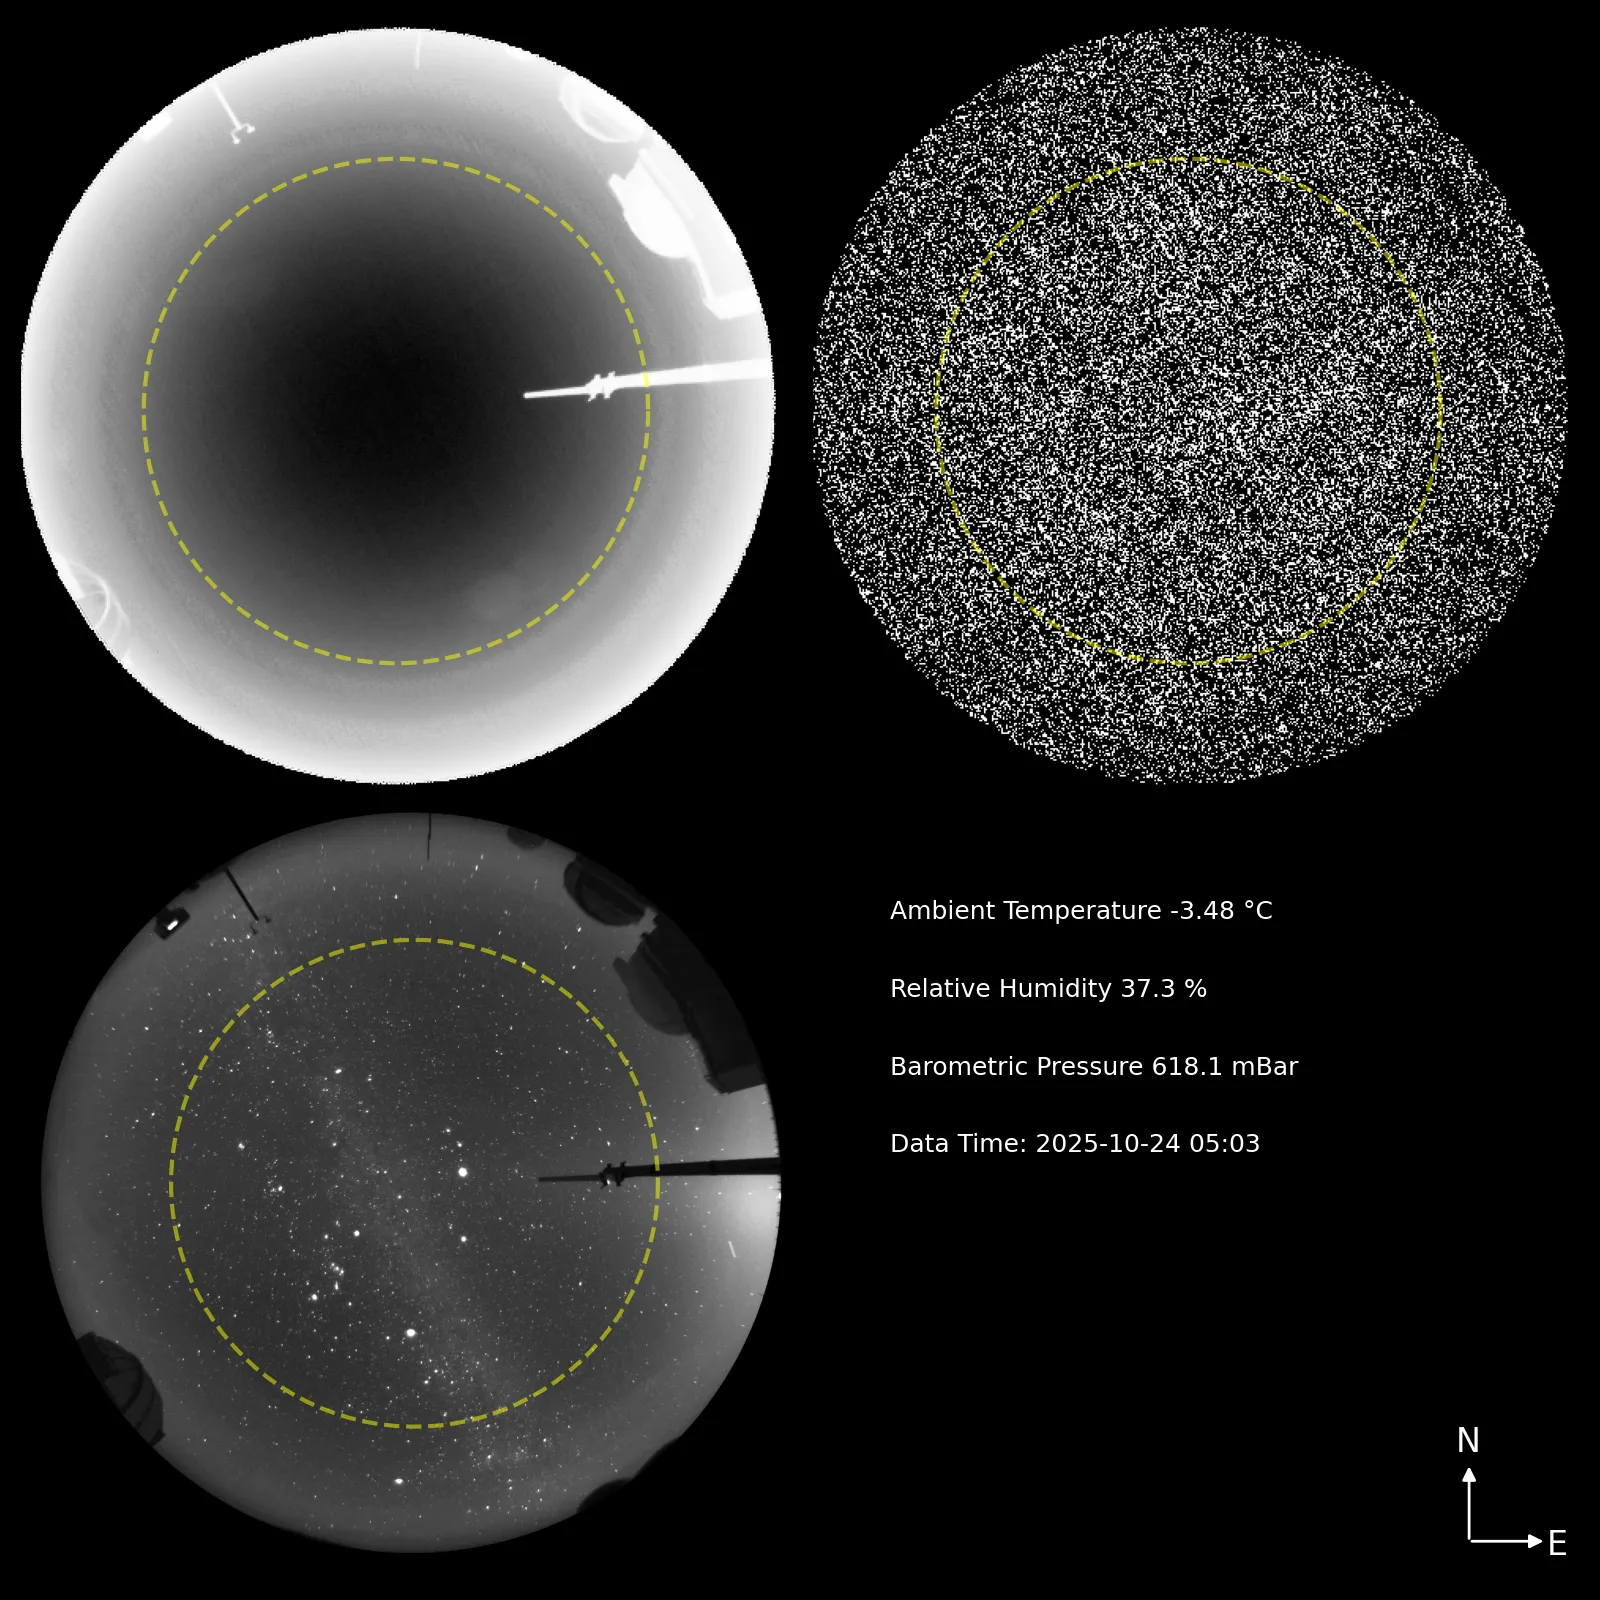 Ambient Temperature -3.48 °C
Relative Humidity 37.3 %
Barometric Pressure 618.1 mBar
Data Time: 2025-10-24 05:03
N
E